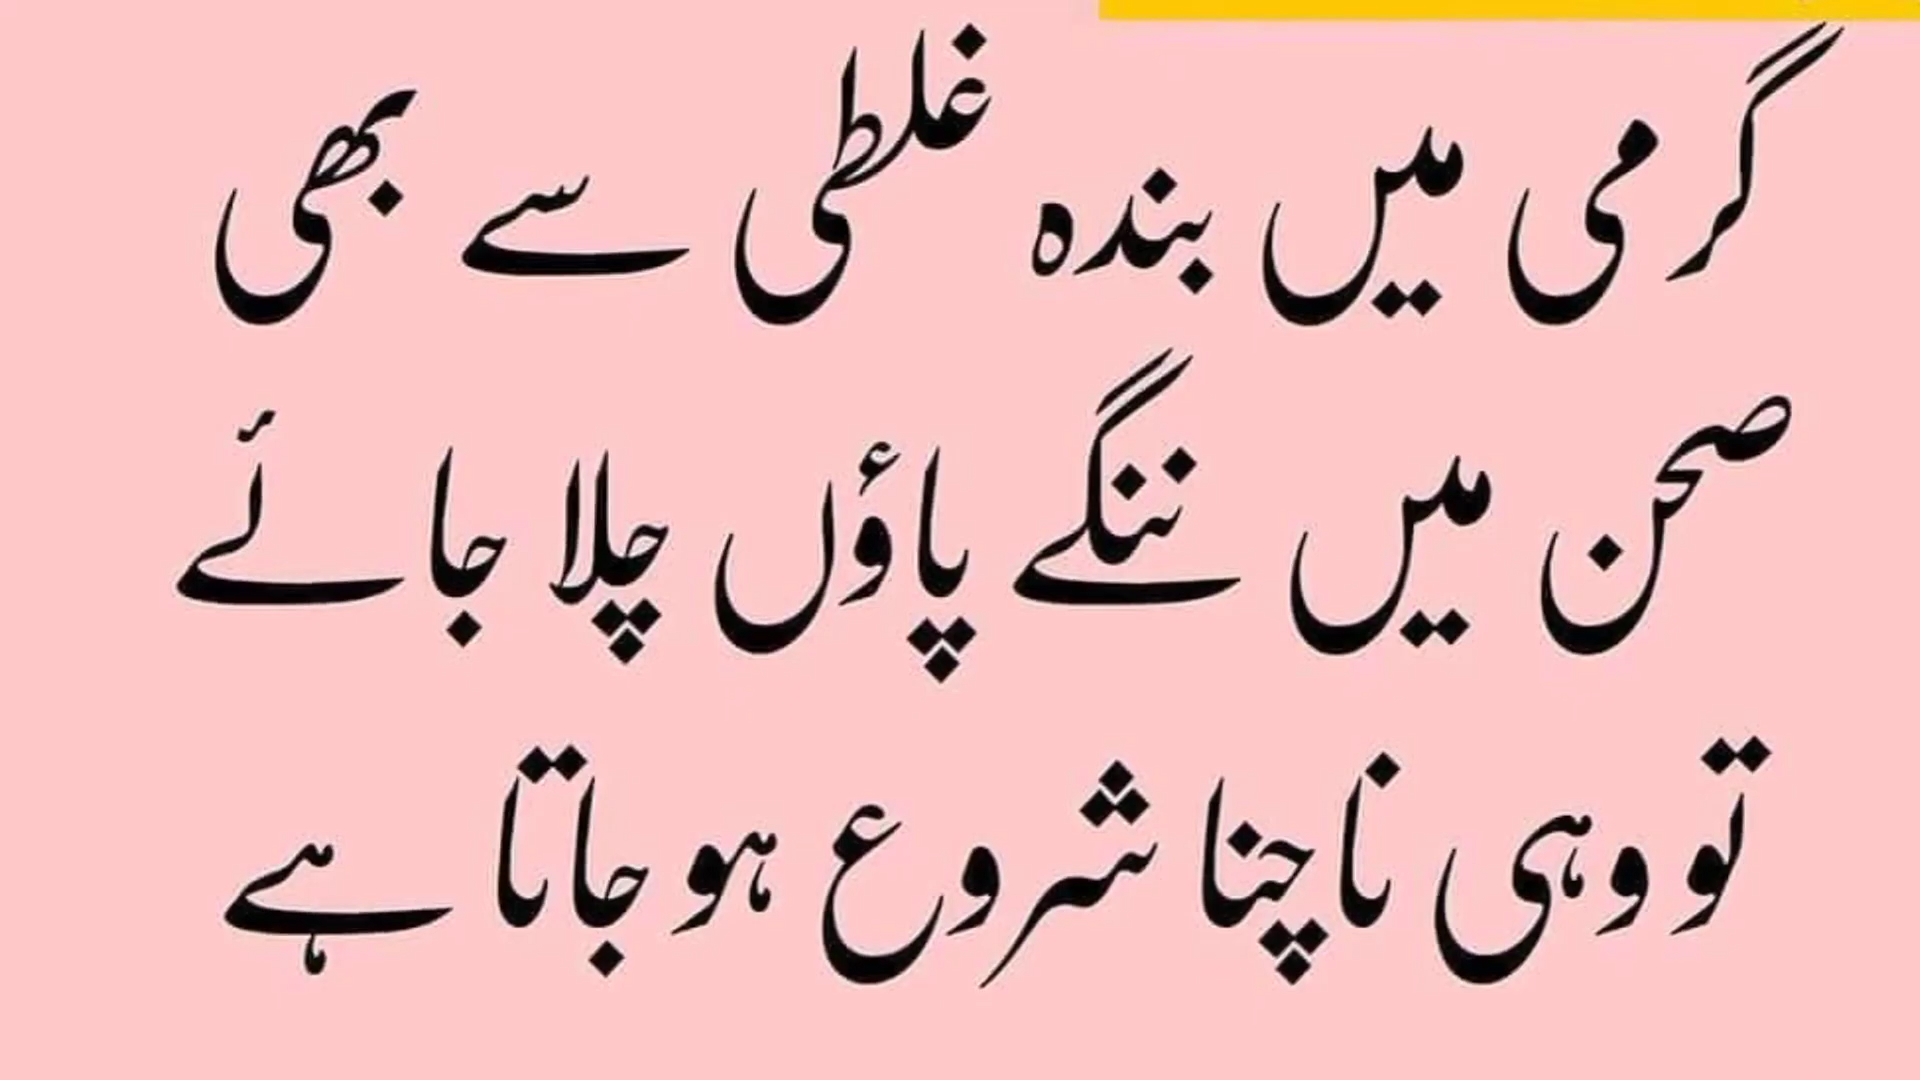 گرمی میں بندہ غلطی سے بھی
صحن میں ننگے پاؤں چلا جائے
تو وہی ناچنا شروع ہو جاتا ہے